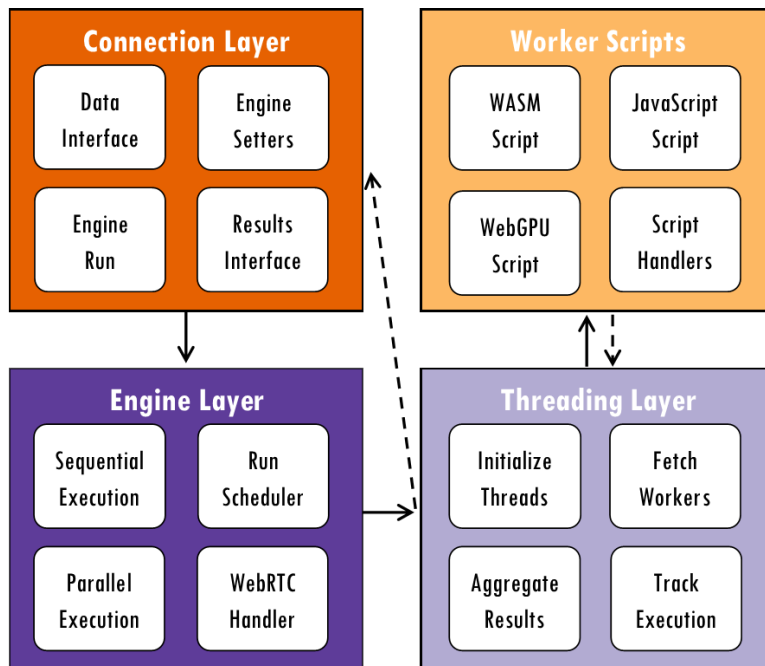 Connection Layer
Data
Interface
Engine
Setters
Engine
Run
Results
Interface
Worker Scripts
WASM
Script
JavaScript
Script
WebGPU
Script
Script
Handlers
Engine Layer
Sequential
Execution
Run
Scheduler
Parallel
Execution
WebRTC
Handler
Threading Layer
Initialize
Threads
Fetch
Workers
Aggregate
Results
Track
Execution